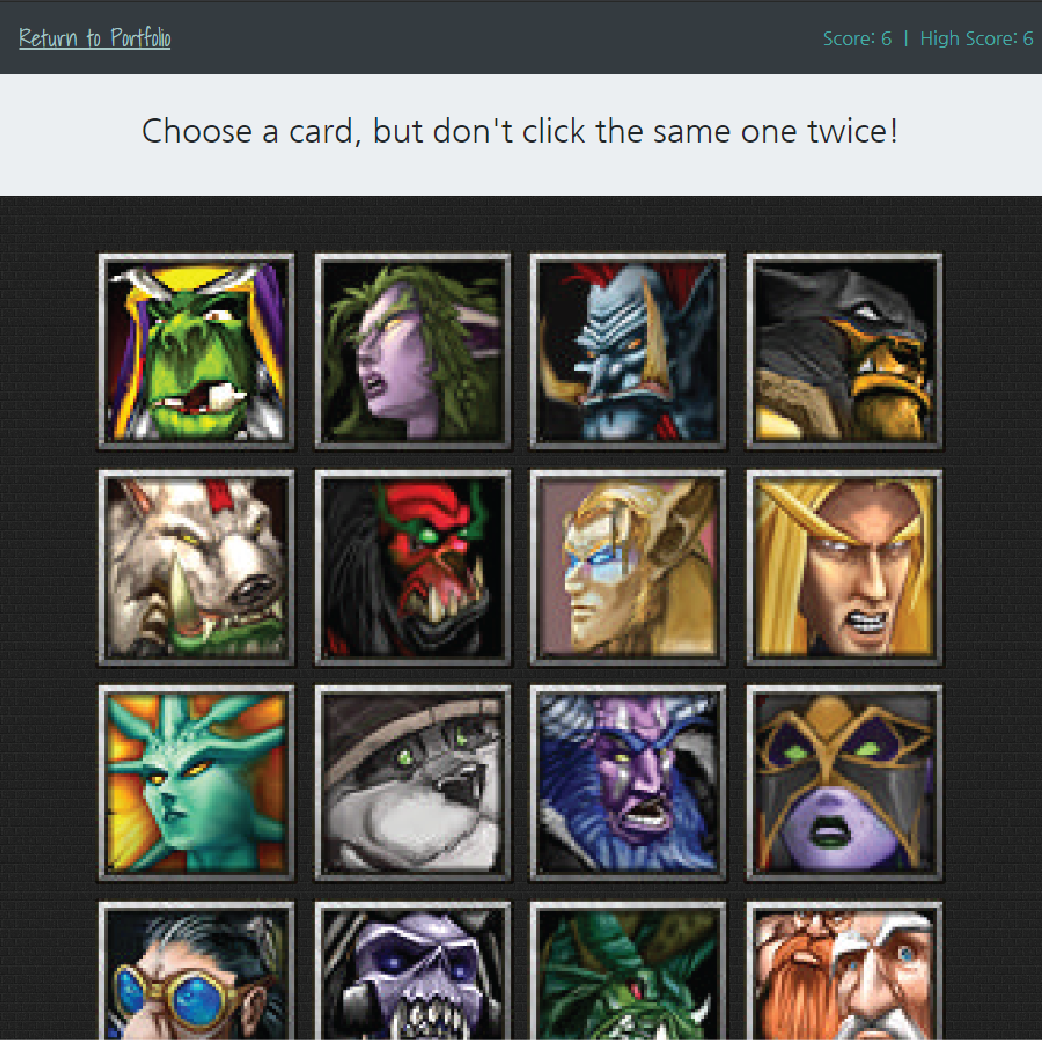 Return to Portfolio
Score: 6 | High Score: 6
Choose a card, but don't click the same one twice!